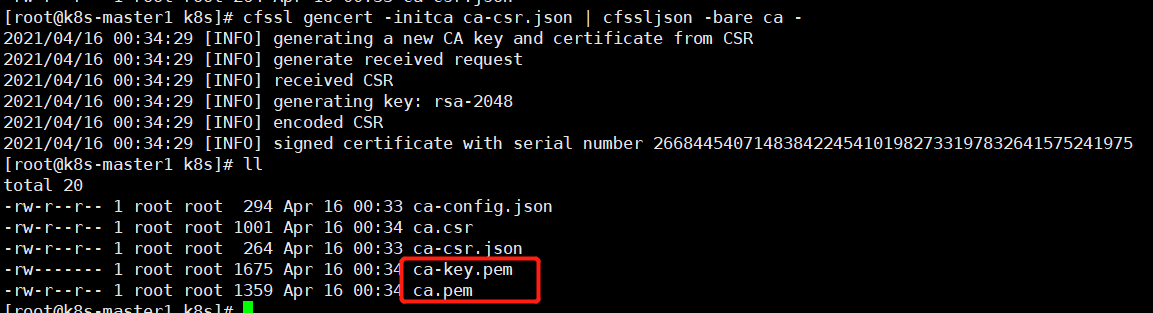 [root@k8s-master1 k8s]# cfssl gencert -initca ca-csr.json | cfssljson -bare ca -
2021/04/16 00:34:29 [INFO] generating a new CA key and certificate from CSR
2021/04/16 00:34:29 [INFO] generate received request
2021/04/16 00:34:29 [INFO] received CSR
2021/04/16 00:34:29 [INFO] generating key: rsa-2048
2021/04/16 00:34:29 [INFO] encoded CSR
2021/04/16 00:34:29 [INFO] signed certificate with serial number 266844540714838422454101982733197832641575241975
[root@k8s-master1 k8s]# ll
total 20
-rw-r--r-- 1 root root  294 Apr 16 00:33 ca-config.json
-rw-r--r-- 1 root root 1001 Apr 16 00:34 ca.csr
-rw-r--r-- 1 root root  264 Apr 16 00:33 ca-csr.json
-rw------- 1 root root 1675 Apr 16 00:34 ca-key.pem
-rw-r--r-- 1 root root 1359 Apr 16 00:34 ca.pem
[root@k8s-master1 k8s]#